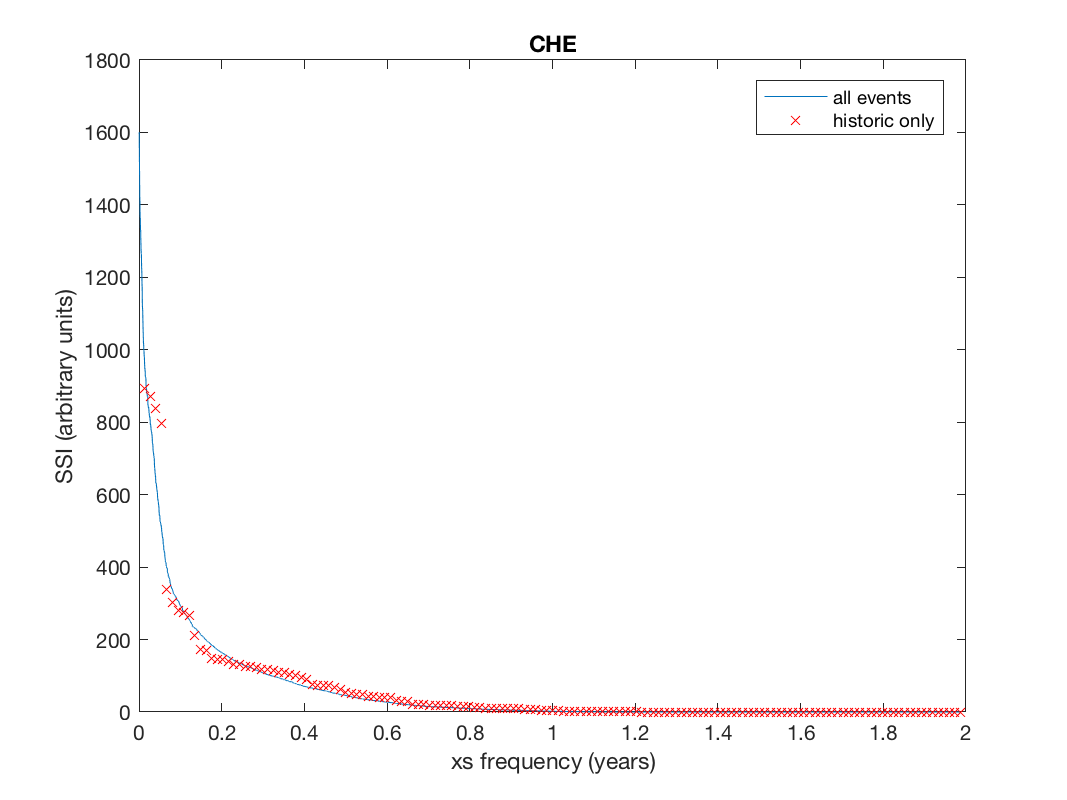 CHE
1800
1600
1400
1200
1000
800
600
400
200
0
SSI (arbitrary units)
all events
historic only
0 0.2 0.4 0.6 0.8 1 1.2 1.4 1.6 1.8 2
xs frequency (years)